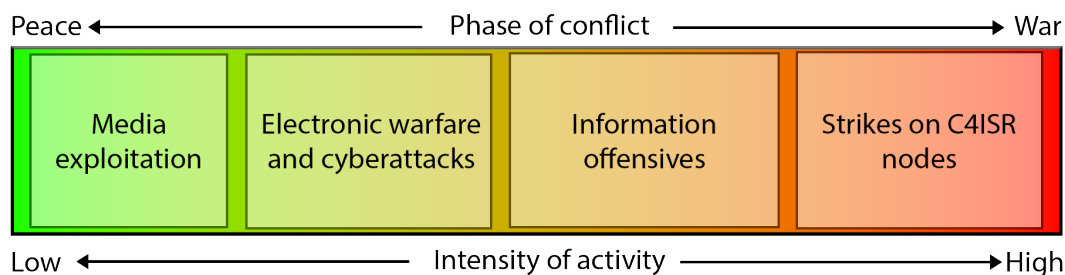 Peace Phase of conflict War
Media
exploitation
Electronic warfare
and cyberattacks
Information
offensives
Strikes on C4ISR
nodes
Low Intensity of activity High